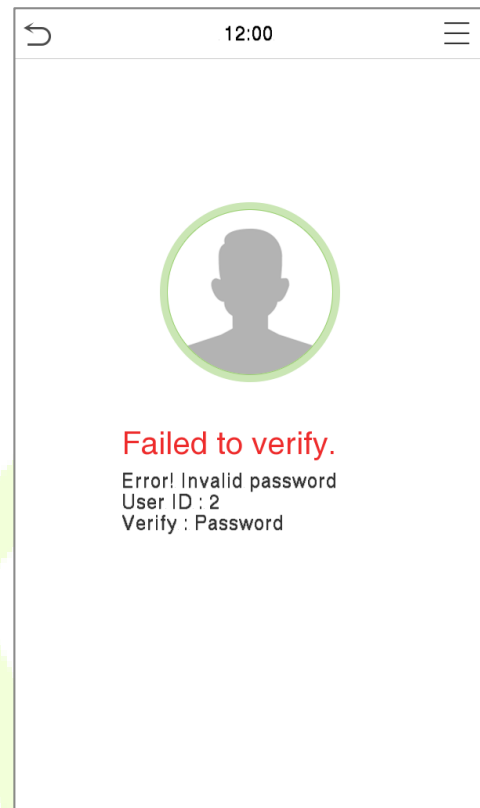 12:00
Failed to verify.
Error! Invalid password
User ID : 2
Verify : Password